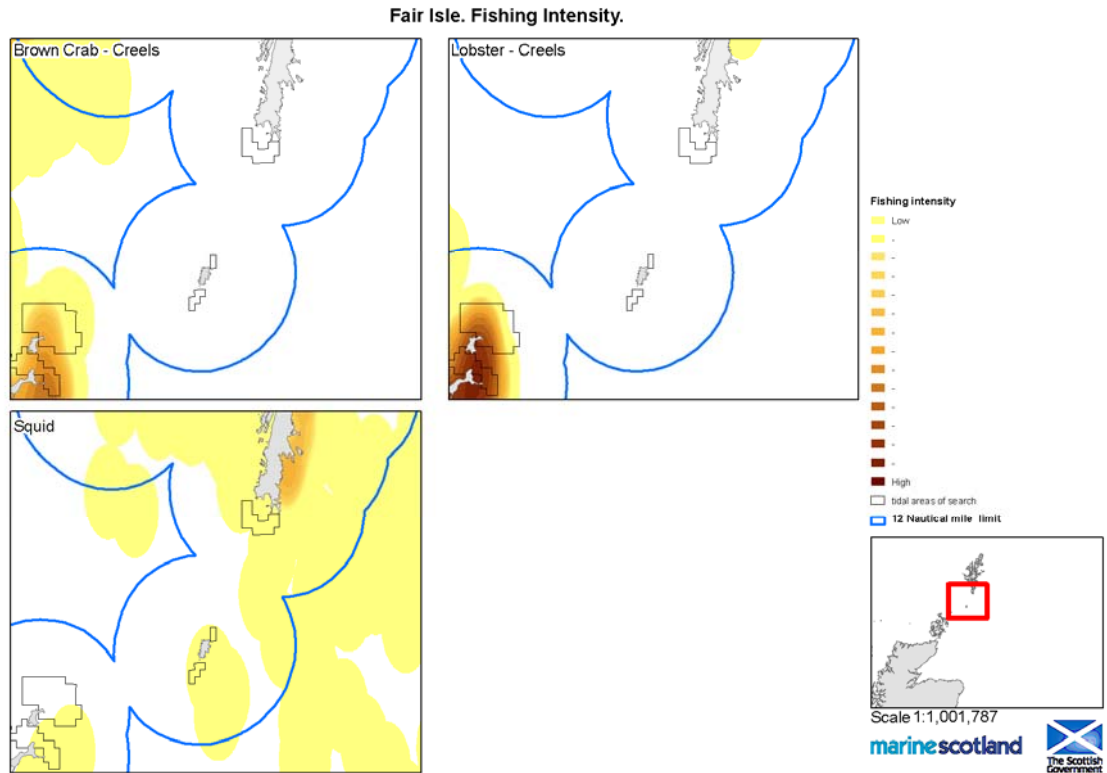 Fair Isle. Fishing Intensity.
Brown Crab - Creels
Lobster - Creels
Squid
Fishing intensity
Low
-
-
-
-
-
-
-
-
-
-
-
-
-
High
tidal areas of search
12 Nautical mile limit
Scale 1:1,001,787
marinescotland
The Scottish
Government